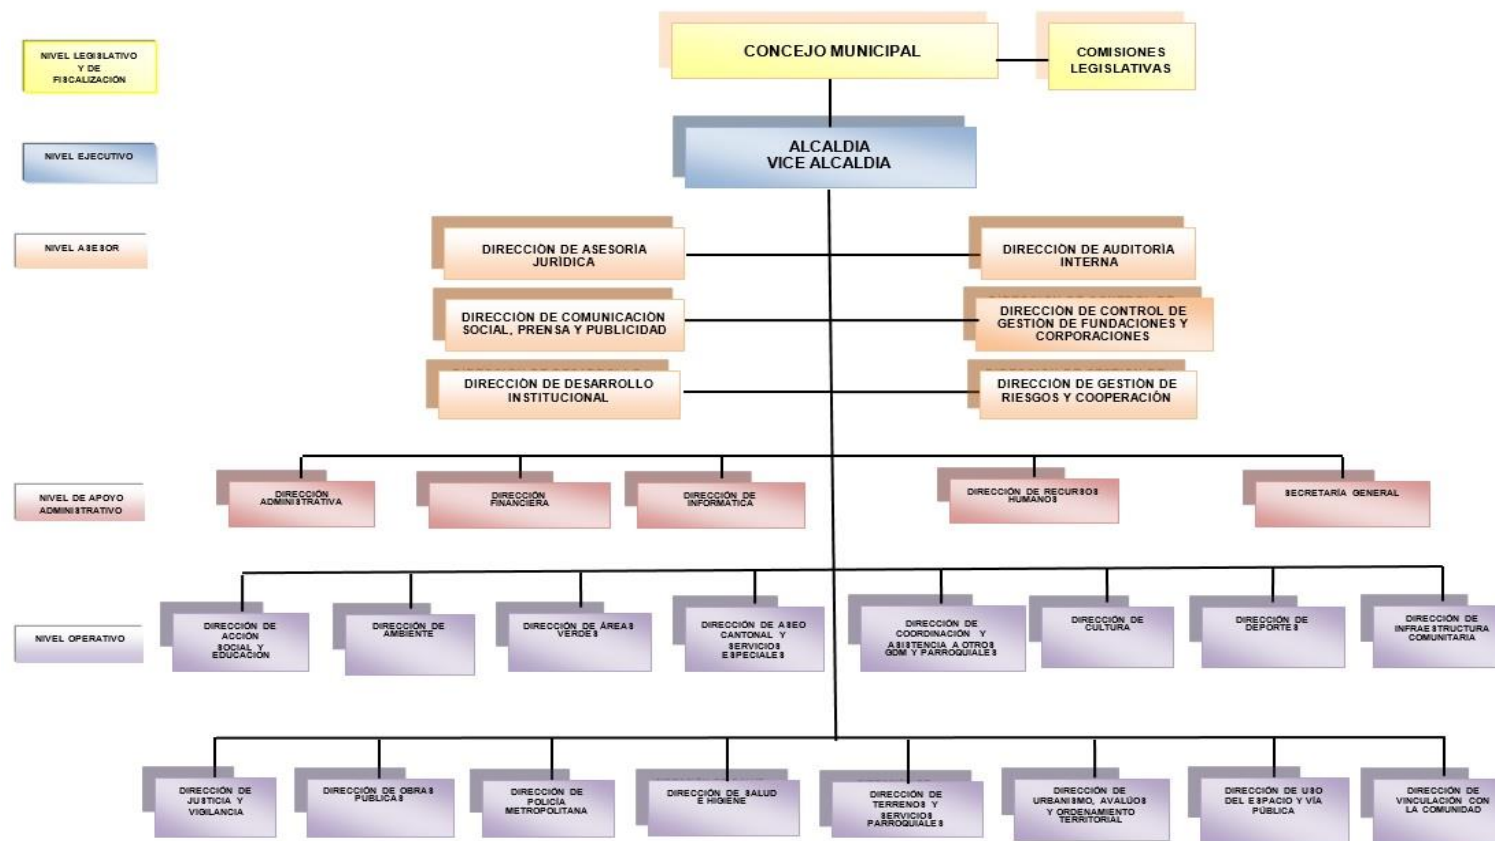 NIVEL LEGISLATIVO
Y DE
FISCALIZACIÓN
CONCEJO MUNICIPAL
COMISIONES
LEGISLATIVAS
NIVEL EJECUTIVO
ALCALDIA
VICE ALCALDIA
NIVEL ASESOR
DIRECCIÓN DE ASESORÍA
JURÍDICA
DIRECCIÓN DE AUDITORÍA
INTERNA
DIRECCIÓN DE COMUNICACIÓN
SOCIAL, PRENSA Y PUBLICIDAD
DIRECCIÓN DE CONTROL DE
GESTIÓN DE FUNDACIONES Y
CORPORACIONES
DIRECCIÓN DE DESARROLLO
INSTITUCIONAL
DIRECCIÓN DE GESTIÓN DE
RIESGOS Y COOPERACIÓN
NIVEL DE APOYO
ADMINISTRATIVO
DIRECCIÓN
ADMINISTRATIVA
DIRECCIÓN
FINANCIERA
DIRECCIÓN DE
INFORMATICA
DIRECCIÓN DE RECURSOS
HUMANOS
SECRETARÍA GENERAL
NIVEL OPERATIVO
DIRECCIÓN DE
ACCIÓN
SOCIAL Y
EDUCACIÓN
DIRECCIÓN DE
AMBIENTE
DIRECCIÓN DE ÁREAS
VERDES
DIRECCIÓN DE ASEO
CANTONAL Y
SERVICIOS
ESPECIALES
DIRECCIÓN DE
COORDINACIÓN Y
ASISTENCIA A OTROS
GDM Y PARROQUIALES
DIRECCIÓN DE
CULTURA
DIRECCIÓN DE
DEPORTES
DIRECCIÓN DE
INFRAESTRUCTURA
COMUNITARIA
DIRECCIÓN DE
JUSTICIA Y
VIGILANCIA
DIRECCIÓN DE OBRAS
PUBLICAS
DIRECCIÓN DE
POLICÍA
METROPOLITANA
DIRECCIÓN DE SALUD
E HIGIENE
DIRECCIÓN DE
TERRENOS Y
SERVICIOS
PARROQUIALES
DIRECCIÓN DE
URBANISMO, AVALÚOS
Y ORDENAMIENTO
TERRITORIAL
DIRECCIÓN DE USO
DEL ESPACIO Y VÍA
PÚBLICA
DIRECCIÓN DE
VINCULACIÓN CON
LA COMUNIDAD